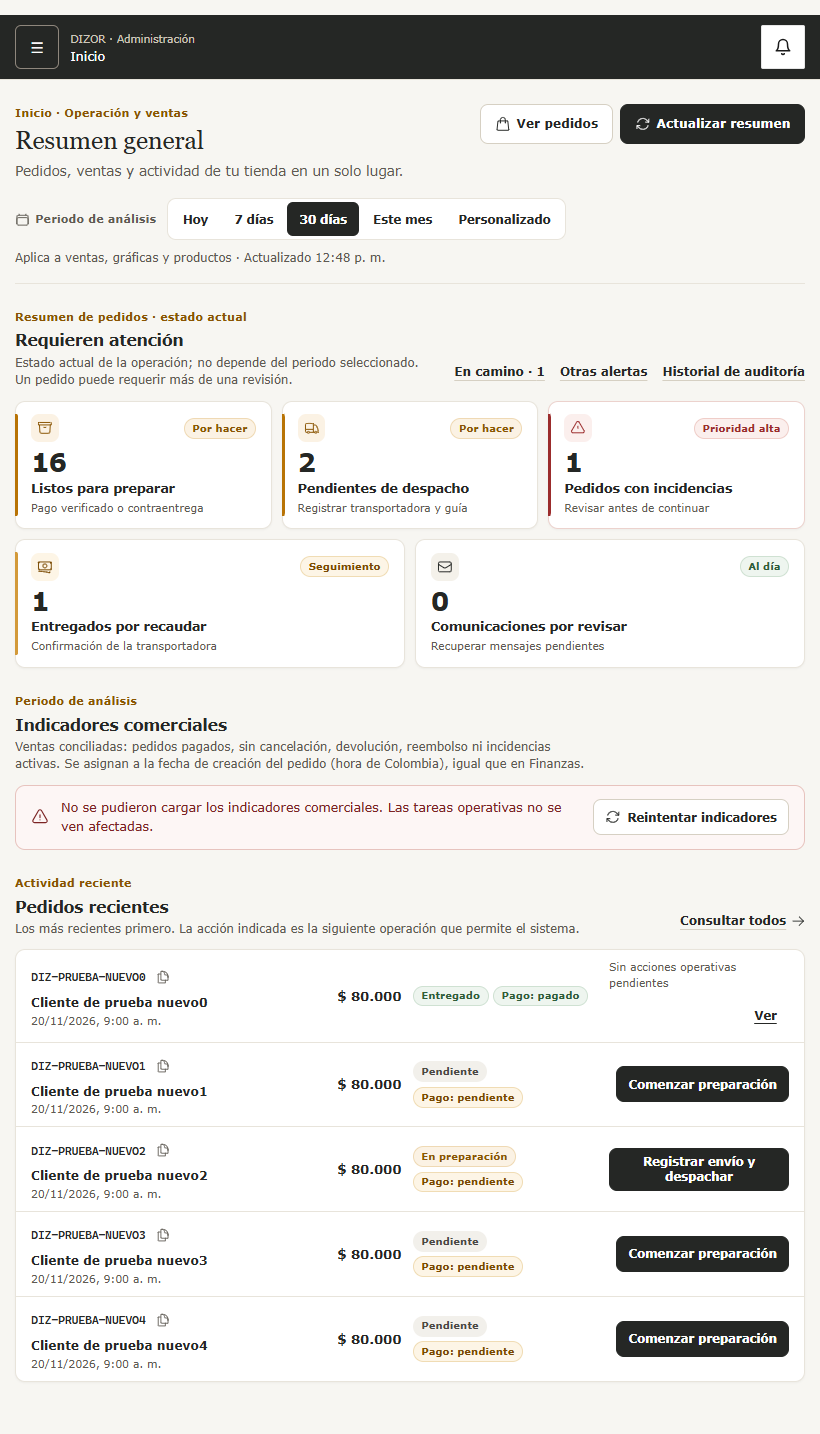 DIZOR · Administración
Inicio
Inicio · Operación y ventas
Resumen general
Pedidos, ventas y actividad de tu tienda en un solo lugar.
Ver pedidos
Actualizar resumen
Periodo de análisis
Hoy
7 días
30 días
Este mes
Personalizado
Aplica a ventas, gráficas y productos · Actualizado 12:48 p. m.
Resumen de pedidos · estado actual
Requieren atención
Estado actual de la operación; no depende del periodo seleccionado.
Un pedido puede requerir más de una revisión.
En camino · 1
Otras alertas
Historial de auditoría
Por hacer
16
Listos para preparar
Pago verificado o contraentrega
Por hacer
2
Pendientes de despacho
Registrar transportadora y guía
Prioridad alta
1
Pedidos con incidencias
Revisar antes de continuar
Seguimiento
1
Entregados por recaudar
Confirmación de la transportadora
Al día
0
Comunicaciones por revisar
Recuperar mensajes pendientes
Periodo de análisis
Indicadores comerciales
Ventas conciliadas: pedidos pagados, sin cancelación, devolución, reembolso ni incidencias
activas. Se asignan a la fecha de creación del pedido (hora de Colombia), igual que en Finanzas.
No se pudieron cargar los indicadores comerciales. Las tareas operativas no se
ven afectadas.
Reintentar indicadores
Actividad reciente
Pedidos recientes
Los más recientes primero. La acción indicada es la siguiente operación que permite el sistema.
Consultar todos
DIZ-PRUEBA-NUEVO0
Cliente de prueba nuevo0
20/11/2026, 9:00 a. m.
$ 80.000
Entregado
Pago: pagado
Sin acciones operativas
pendientes
Ver
DIZ-PRUEBA-NUEVO1
Cliente de prueba nuevo1
20/11/2026, 9:00 a. m.
$ 80.000
Pendiente
Pago: pendiente
Comenzar preparación
DIZ-PRUEBA-NUEVO2
Cliente de prueba nuevo2
20/11/2026, 9:00 a. m.
$ 80.000
En preparación
Pago: pendiente
Registrar envío y
despachar
DIZ-PRUEBA-NUEVO3
Cliente de prueba nuevo3
20/11/2026, 9:00 a. m.
$ 80.000
Pendiente
Pago: pendiente
Comenzar preparación
DIZ-PRUEBA-NUEVO4
Cliente de prueba nuevo4
20/11/2026, 9:00 a. m.
$ 80.000
Pendiente
Pago: pendiente
Comenzar preparación